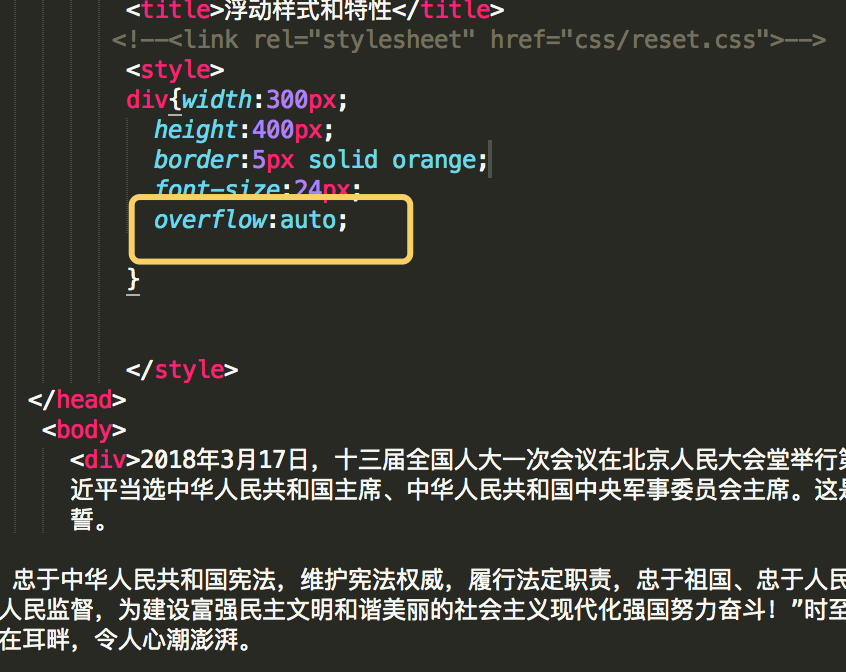 <title>浮动样式和特性</title>
<!--<link rel="stylesheet" href="css/reset.css">-->
<style>
div{width:300px;
height:400px;
border:5px solid orange;
font-size:24px;
overflow:auto;
}
</style>
</head>
<body>
<div>2018年3月17日，十三届全国人大一次会议在北京人民大会堂举行第
近平当选中华人民共和国主席、中华人民共和国中央军事委员会主席。这是
誓。
忠于中华人民共和国宪法，维护宪法权威，履行法定职责，忠于祖国、忠于人民
人民监督，为建设富强民主文明和谐美丽的社会主义现代化强国努力奋斗！”时至
在耳畔，令人心潮澎湃。